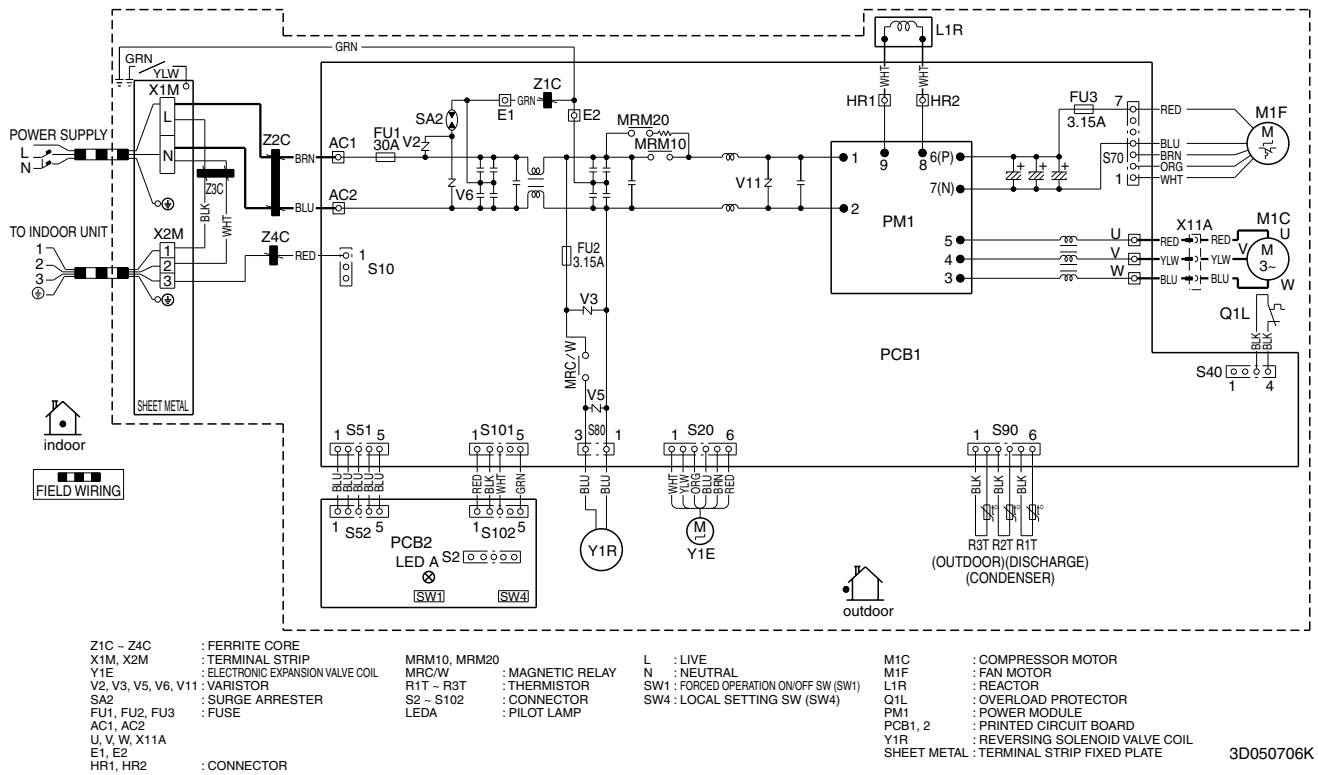 L1R
GRN
GRN
YLW
X1M
WHT
WHT
HR1
HR2
Z1C
GRN
E1
E2
SA2
FU3
3.15A
7
RED
M1F
BLU
BRN
ORG
WHT
S70
1
M
POWER SUPPLY
L
N
L
N
Z2C
BRN
AC1
FU1
30A
V2
MRM20
MRM10
V6
V11
1
2
9
8
6(P)
7(N)
PM1
5
4
3
Z3C
BLK
WHT
BLU
AC2
TO INDOOR UNIT
1
2
3
X2M
1
2
3
Z4C
RED
1
S10
FU2
3.15A
V3
MRC/W
V5
U
V
W
X11A
RED
YLW
BLU
RED
YLW
BLU
M1C
U
V
W
M
3~
Q1L
BLK
BLK
S40
1
4
PCB1
SHEET METAL
indoor
FIELD WIRING
1 S51 5
1 S101 5
3 S80 1
1 S20 6
1 S90 6
BLU
BLU
BLU
BLU
BLU
RED
BLK
WHT
GRN
BLU
BLU
WHT
YLW
ORG
BLU
BRN
RED
BLK
BLK
BLK
1 S52 5
1 S102 5
PCB2
LED A
S2
SW1
SW4
Y1R
M
Y1E
t°
t°
t°
R3T R2T R1T
(OUTDOOR)(DISCHARGE)
(CONDENSER)
outdoor
Z1C ~ Z4C : FERRITE CORE
X1M, X2M : TERMINAL STRIP
Y1E : ELECTRONIC EXPANSION VALVE COIL
V2, V3, V5, V6, V11 : VARISTOR
SA2 : SURGE ARRESTER
FU1, FU2, FU3 : FUSE
AC1, AC2
U, V, W, X11A
E1, E2
HR1, HR2 : CONNECTOR
MRM10, MRM20
MRC/W : MAGNETIC RELAY
R1T ~ R3T : THERMISTOR
S2 ~ S102 : CONNECTOR
LEDA : PILOT LAMP
L : LIVE
N : NEUTRAL
SW1 : FORCED OPERATION ON/OFF SW (SW1)
SW4 : LOCAL SETTING SW (SW4)
M1C : COMPRESSOR MOTOR
M1F : FAN MOTOR
L1R : REACTOR
Q1L : OVERLOAD PROTECTOR
PM1 : POWER MODULE
PCB1, 2 : PRINTED CIRCUIT BOARD
Y1R : REVERSING SOLENOID VALVE COIL
SHEET METAL : TERMINAL STRIP FIXED PLATE
3D050706K